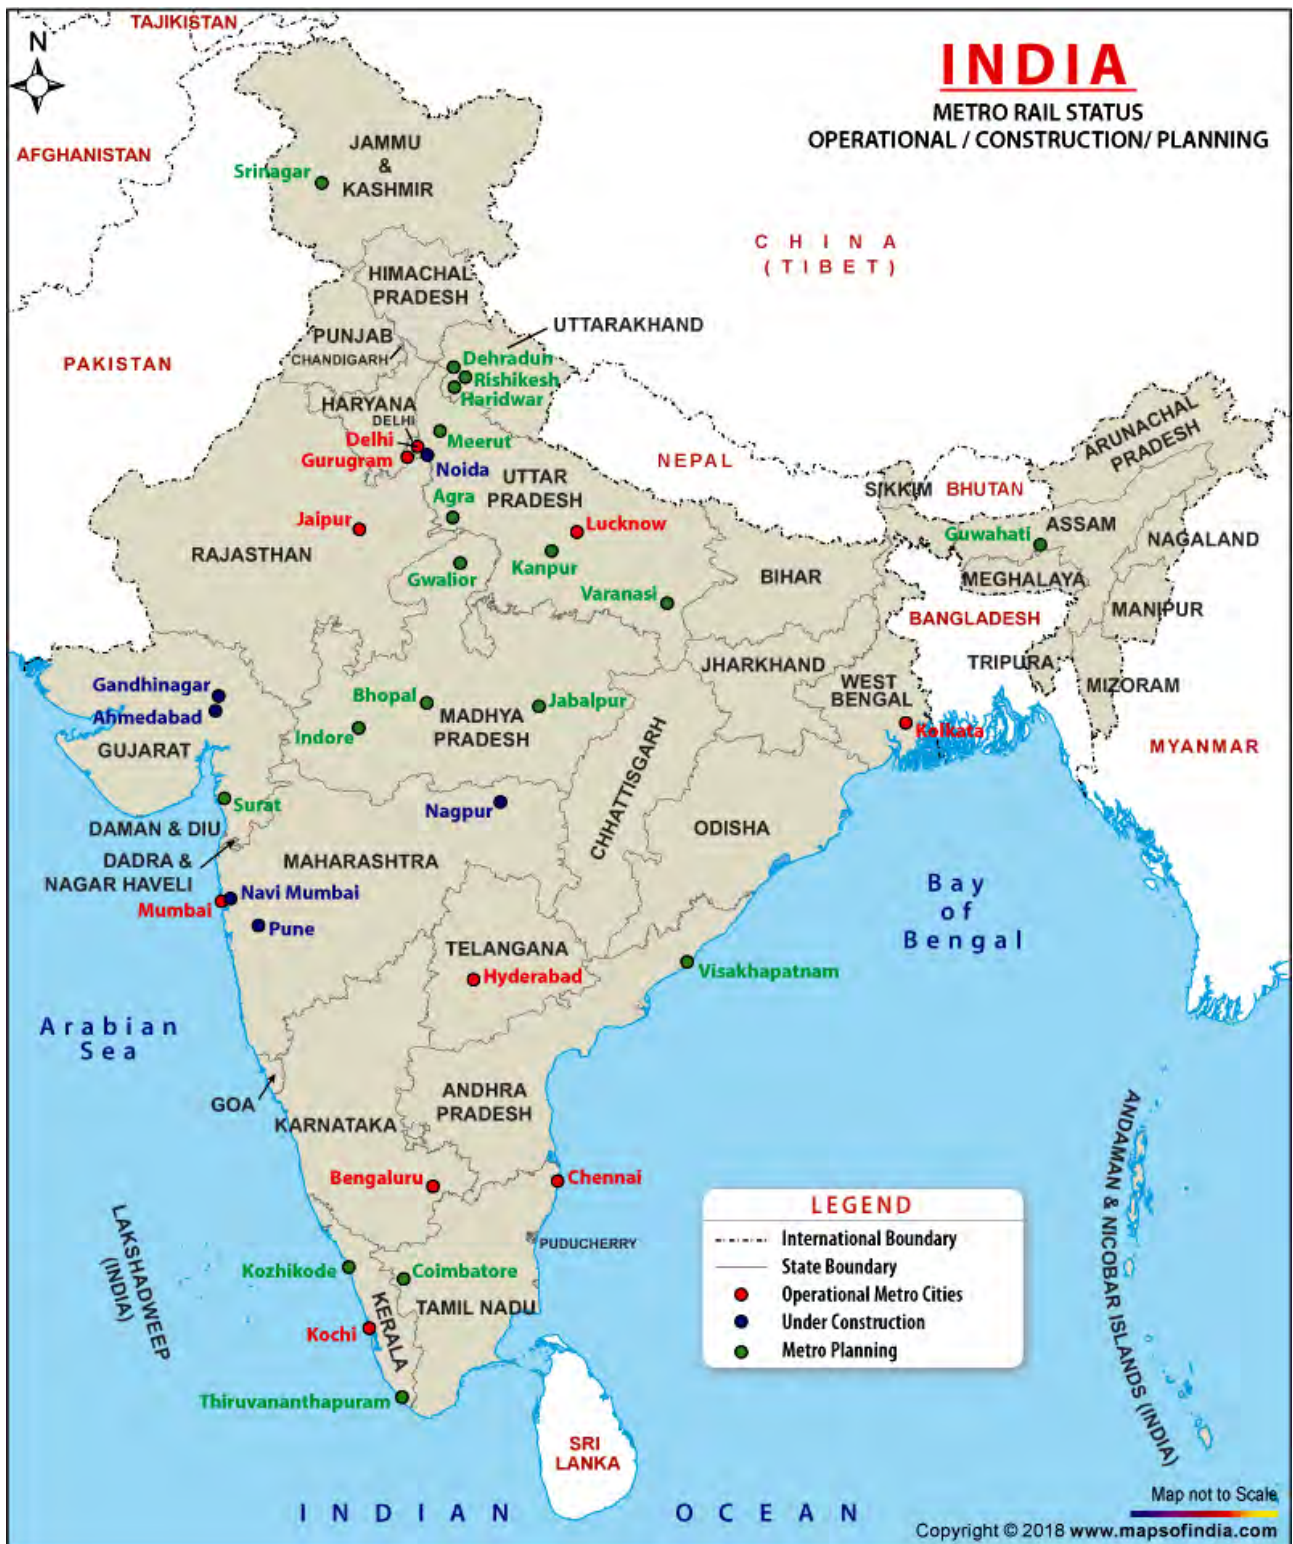 TAJIKISTAN
N
INDIA
METRO RAIL STATUS
OPERATIONAL / CONSTRUCTION/ PLANNING
AFGHANISTAN
JAMMU
&
KASHMIR
Srinagar
CHINA
(TIBET)
HIMACHAL
PRADESH
UTTARAKHAND
PUNJAB
CHANDIGARH
PAKISTAN
Dehradun
Rishikesh
Haridwar
HARYANA
DELHI
Delhi
Meerut
Gurugram
Noida
NEPAL
ARUNACHAL
PRADESH
UTTAR
PRADESH
SIKKIM
BHUTAN
Agra
Jaipur
Lucknow
Guwahati
ASSAM
NAGALAND
RAJASTHAN
Gwalior
Kanpur
BIHAR
MEGHALAYA
Varanasi
MANIPUR
BANGLADESH
JHARKHAND
TRIPURA
WEST
BENGAL
MIZORAM
Gandhinagar
Ahmedabad
Bhopal
Jabalpur
MADHYA
PRADESH
Indore
Kolkata
GUJARAT
MYANMAR
CHHATTISGARH
Surat
Nagpur
DAMAN & DIU
ODISHA
DADRA &
NAGAR HAVELI
MAHARASHTRA
Navi Mumbai
Mumbai
Pune
Bay
of
Bengal
TELANGANA
Hyderabad
Visakhapatnam
Arabian
Sea
GOA
ANDHRA
PRADESH
KARNATAKA
Bengaluru
Chennai
ANDAMAN & NICOBAR ISLANDS (INDIA)
LAKSHADWEEP
(INDIA)
PUDUCHERRY
Kozhikode
Coimbatore
KERALA
TAMIL NADU
Kochi
Thiruvananthapuram
LEGEND
International Boundary
State Boundary
Operational Metro Cities
Under Construction
Metro Planning
SRI
LANKA
INDIAN OCEAN
Map not to Scale
Copyright © 2018 www.mapsofindia.com